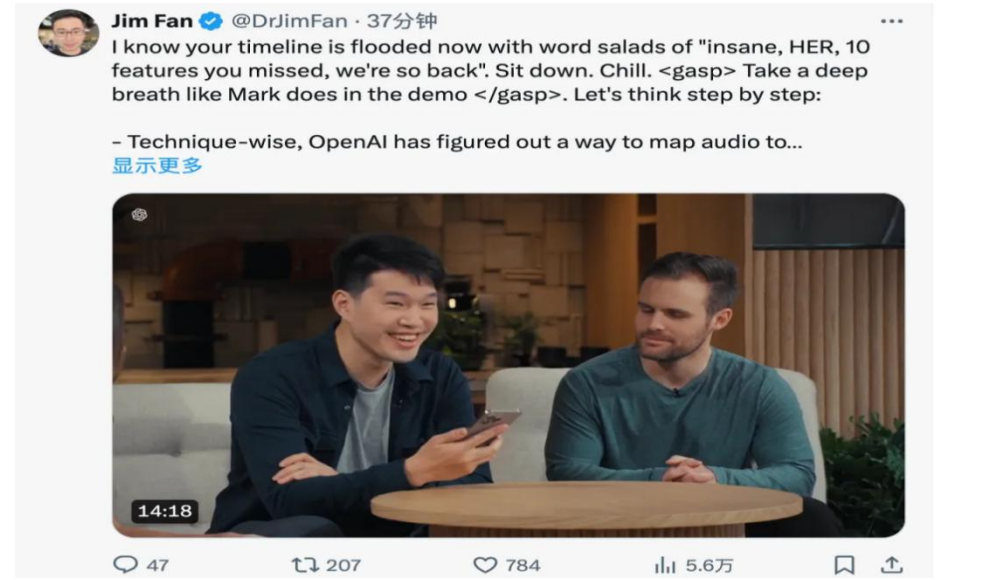 Jim Fan @DrJimFan · 37分钟
I know your timeline is flooded now with word salads of "insane, HER, 10
features you missed, we're so back". Sit down. Chill. <gasp> Take a deep
breath like Mark does in the demo </gasp>. Let's think step by step:
- Technique-wise, OpenAI has figured out a way to map audio to...
显示更多
14:18
47 207 784 5.6万